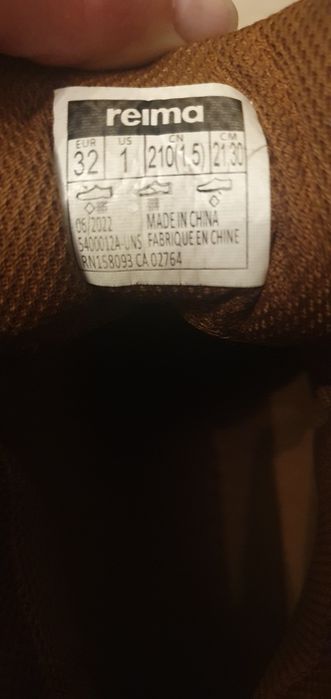 reima
EUR US CN CM
32 1 210(1,5) 21,30
06/2022 MADE IN CHINA
5400012A-UNS FABRIQUE EN CHINE
RN158093 CA 02764